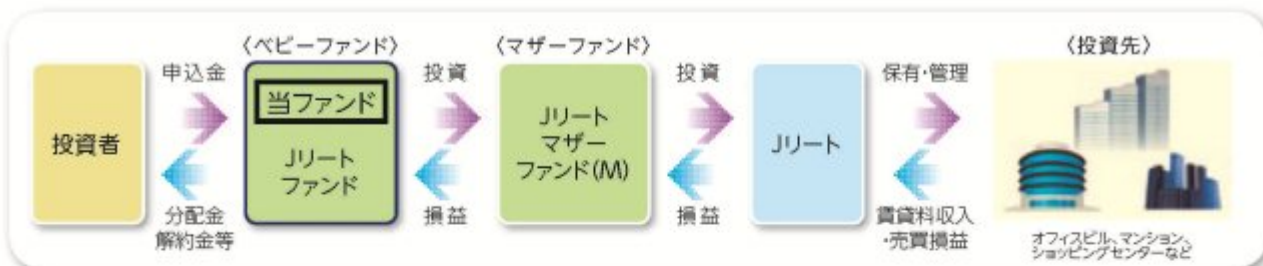 〈ベビーファンド〉
〈マザーファンド〉
〈投資先〉
投資者
申込金
分配金
解約金等
当ファンド
Jリート
ファンド
投資
損益
Jリート
マザー
ファンド(M)
投資
損益
Jリート
保有・管理
賃貸料収入
・売買損益
オフィスビル、マンション、
ショッピングセンターなど